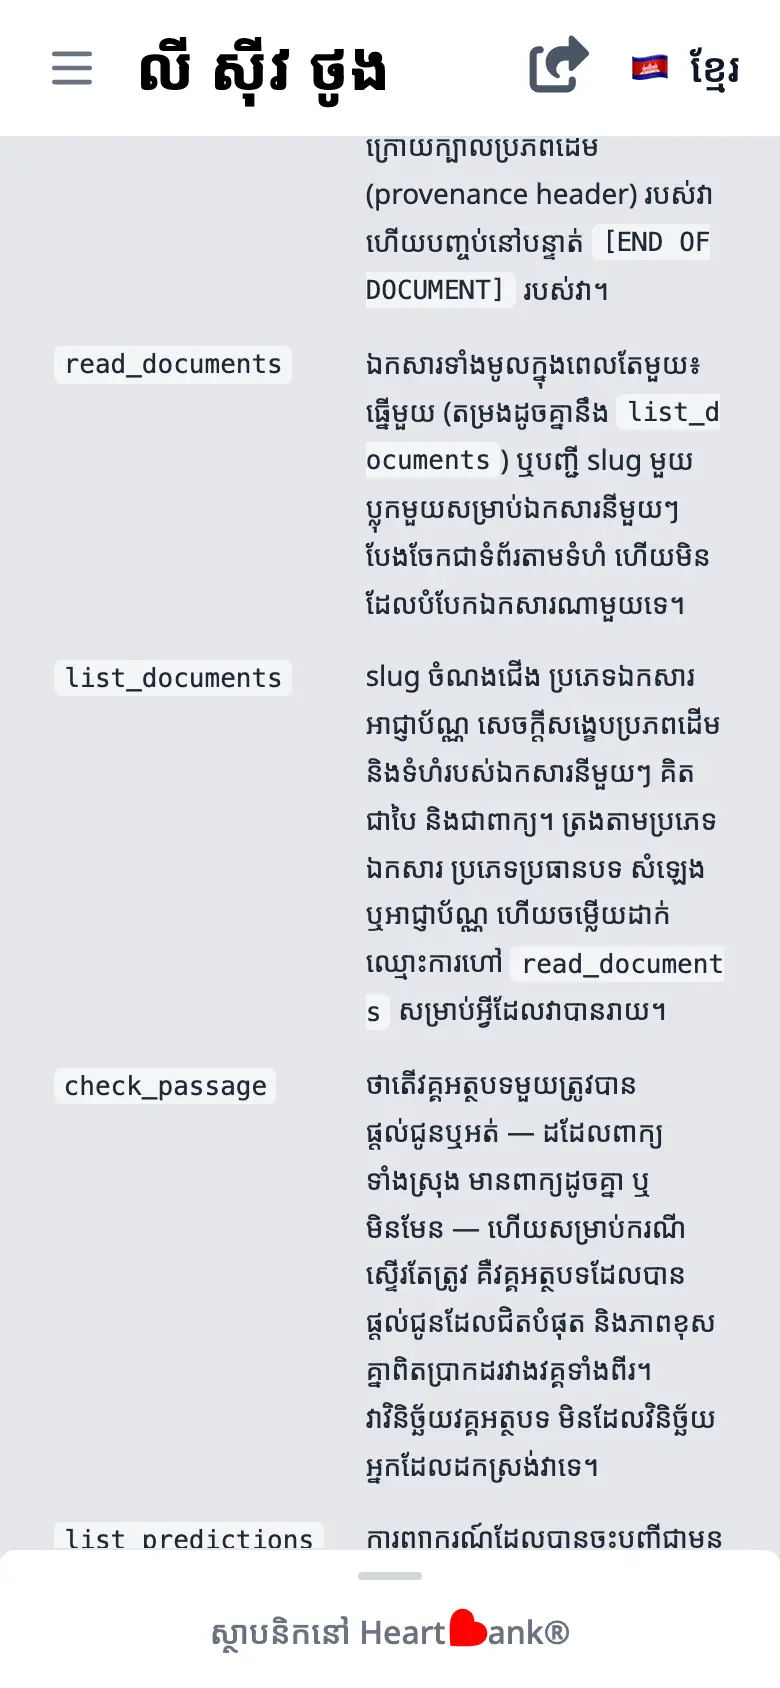 លី ស៊ីវ ថូង
ខ្មែរ
ក្រោយក្បាលប្រភពដើម
(provenance header) របស់វា
ហើយបញ្ចប់នៅបន្ទាត់ [END OF
DOCUMENT] របស់វា។
read_documents
ឯកសារទាំងមូលក្នុងពេលតែមួយ៖
ធ្នើមួយ (តម្រងដូចគ្នានឹង list_d
ocuments) ឬបញ្ជី slug មួយ
ប្លុកមួយសម្រាប់ឯកសារនីមួយៗ
បែងចែកជាទំព័រតាមទំហំ ហើយមិន
ដែលបំបែកឯកសារណាមួយទេ។
list_documents
slug ចំណងជើង ប្រភេទឯកសារ
អាជ្ញាប័ណ្ណ សេចក្តីសង្ខេបប្រភពដើម
និងទំហំរបស់ឯកសារនីមួយៗ គិត
ជាបៃ និងជាពាក្យ។ ត្រងតាមប្រភេទ
ឯកសារ ប្រភេទប្រធានបទ សំឡេង
ឬអាជ្ញាប័ណ្ណ ហើយចម្លើយដាក់
ឈ្មោះការហៅ read_document
s សម្រាប់អ្វីដែលវាបានរាយ។
check_passage
ថាតើវគ្គអត្ថបទមួយត្រូវបាន
ផ្តល់ជូនឬអត់ — ដដែលពាក្យ
ទាំងស្រុង មានពាក្យដូចគ្នា ឬ
មិនមែន — ហើយសម្រាប់ករណី
ស្ទើរតែត្រូវ គឺវគ្គអត្ថបទដែលបាន
ផ្តល់ជូនដែលជិតបំផុត និងភាពខុស
គ្នាពិតប្រាកដរវាងវគ្គទាំងពីរ។
វាវិនិច្ឆ័យវគ្គអត្ថបទ មិនដែលវិនិច្ឆ័យ
អ្នកដែលដកស្រង់វាទេ។
list_predictions
ការព្យាករណ៍ដែលបានចុះបញ្ជីជាមុន
ស្ថាបនិកនៅ Heart ank®